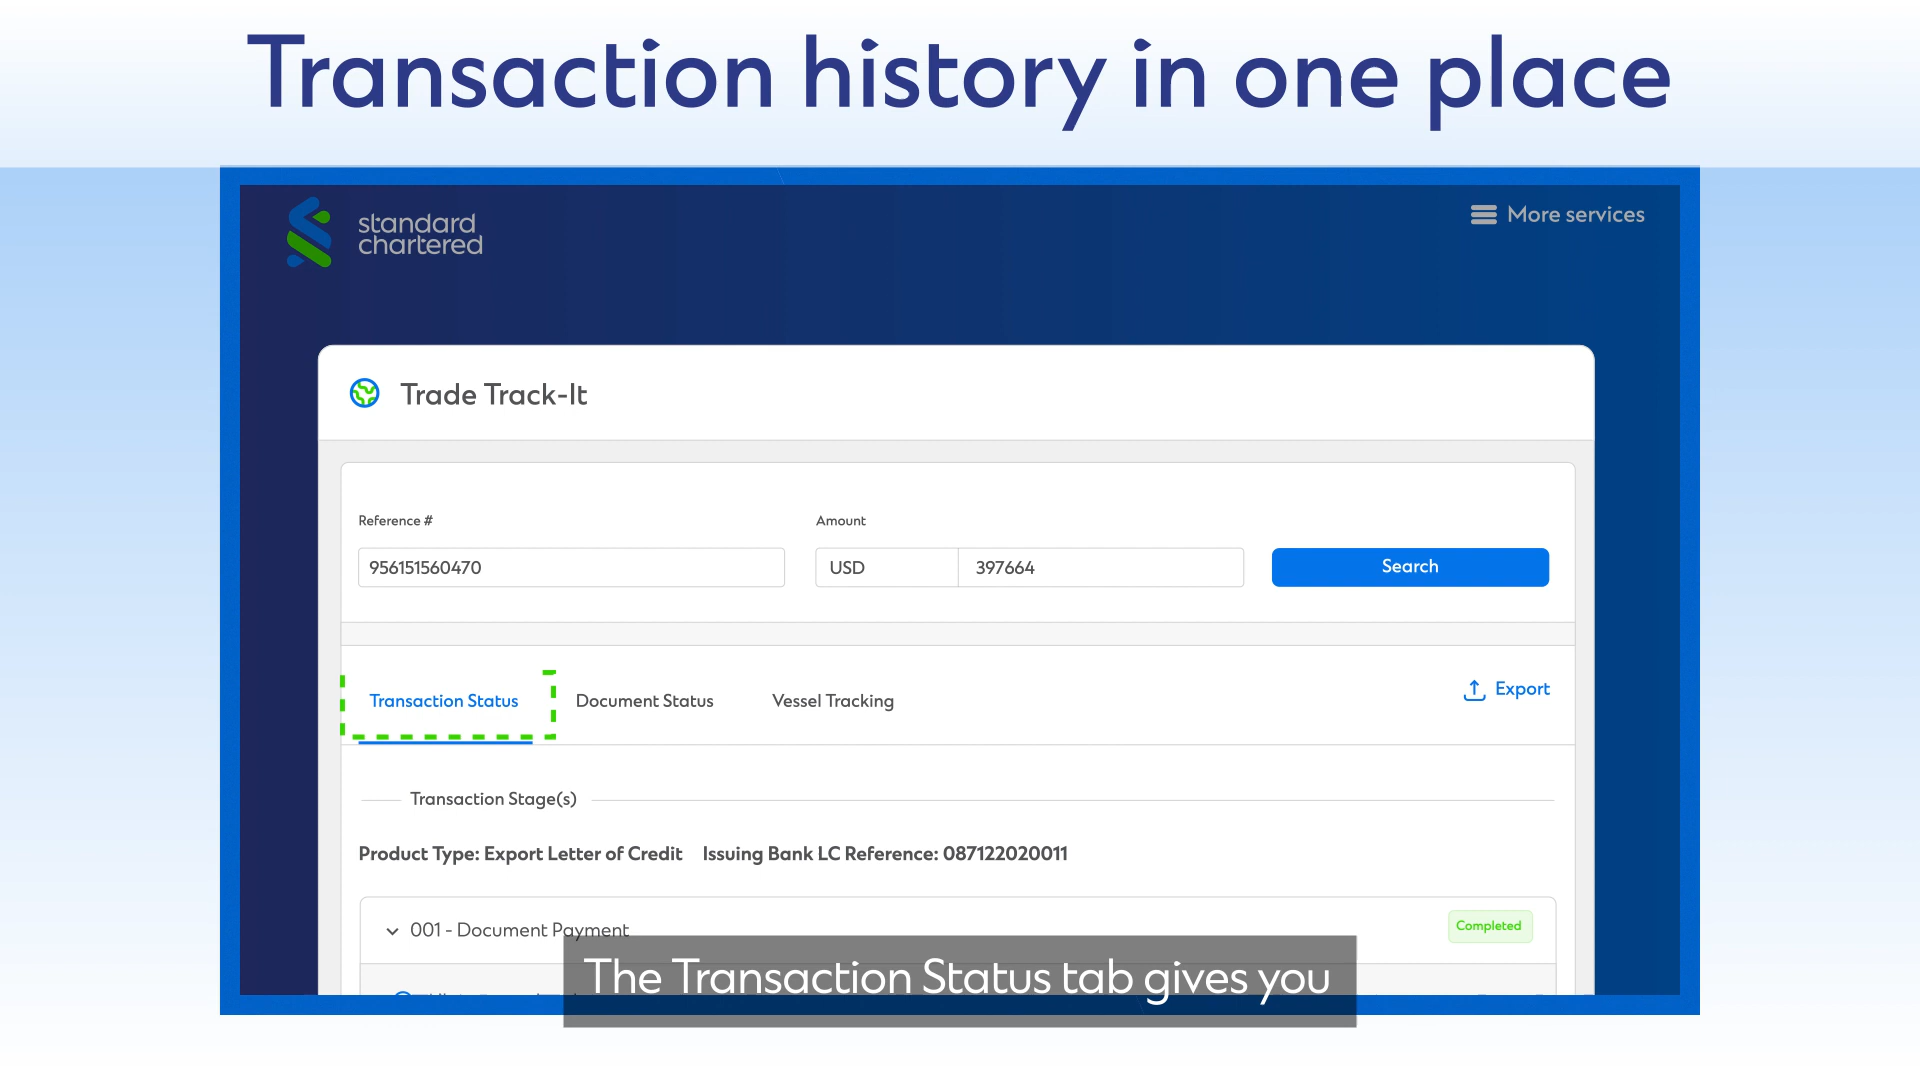 Transaction history in one place
standard
chartered
More services
Trade Track-It
Reference #
Amount
956151560470
USD
397664
Search
Transaction Status
Document Status
Vessel Tracking
Export
Transaction Stage(s)
Product Type: Export Letter of Credit
Issuing Bank LC Reference: 087122020011
001 - Document Payment
Completed
The Transaction Status tab gives you